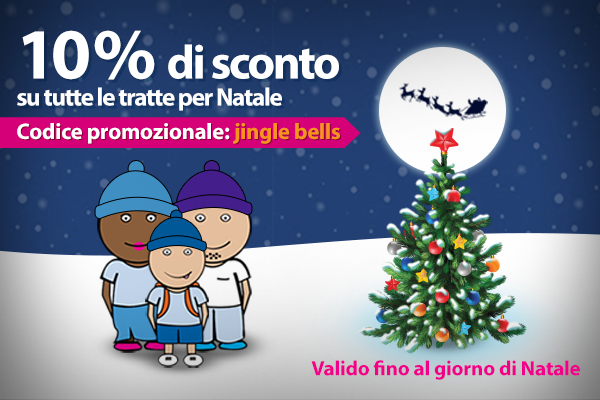 10% di sconto
su tutte le tratte per Natale
Codice promozionale: jingle bells
Valido fino al giorno di Natale